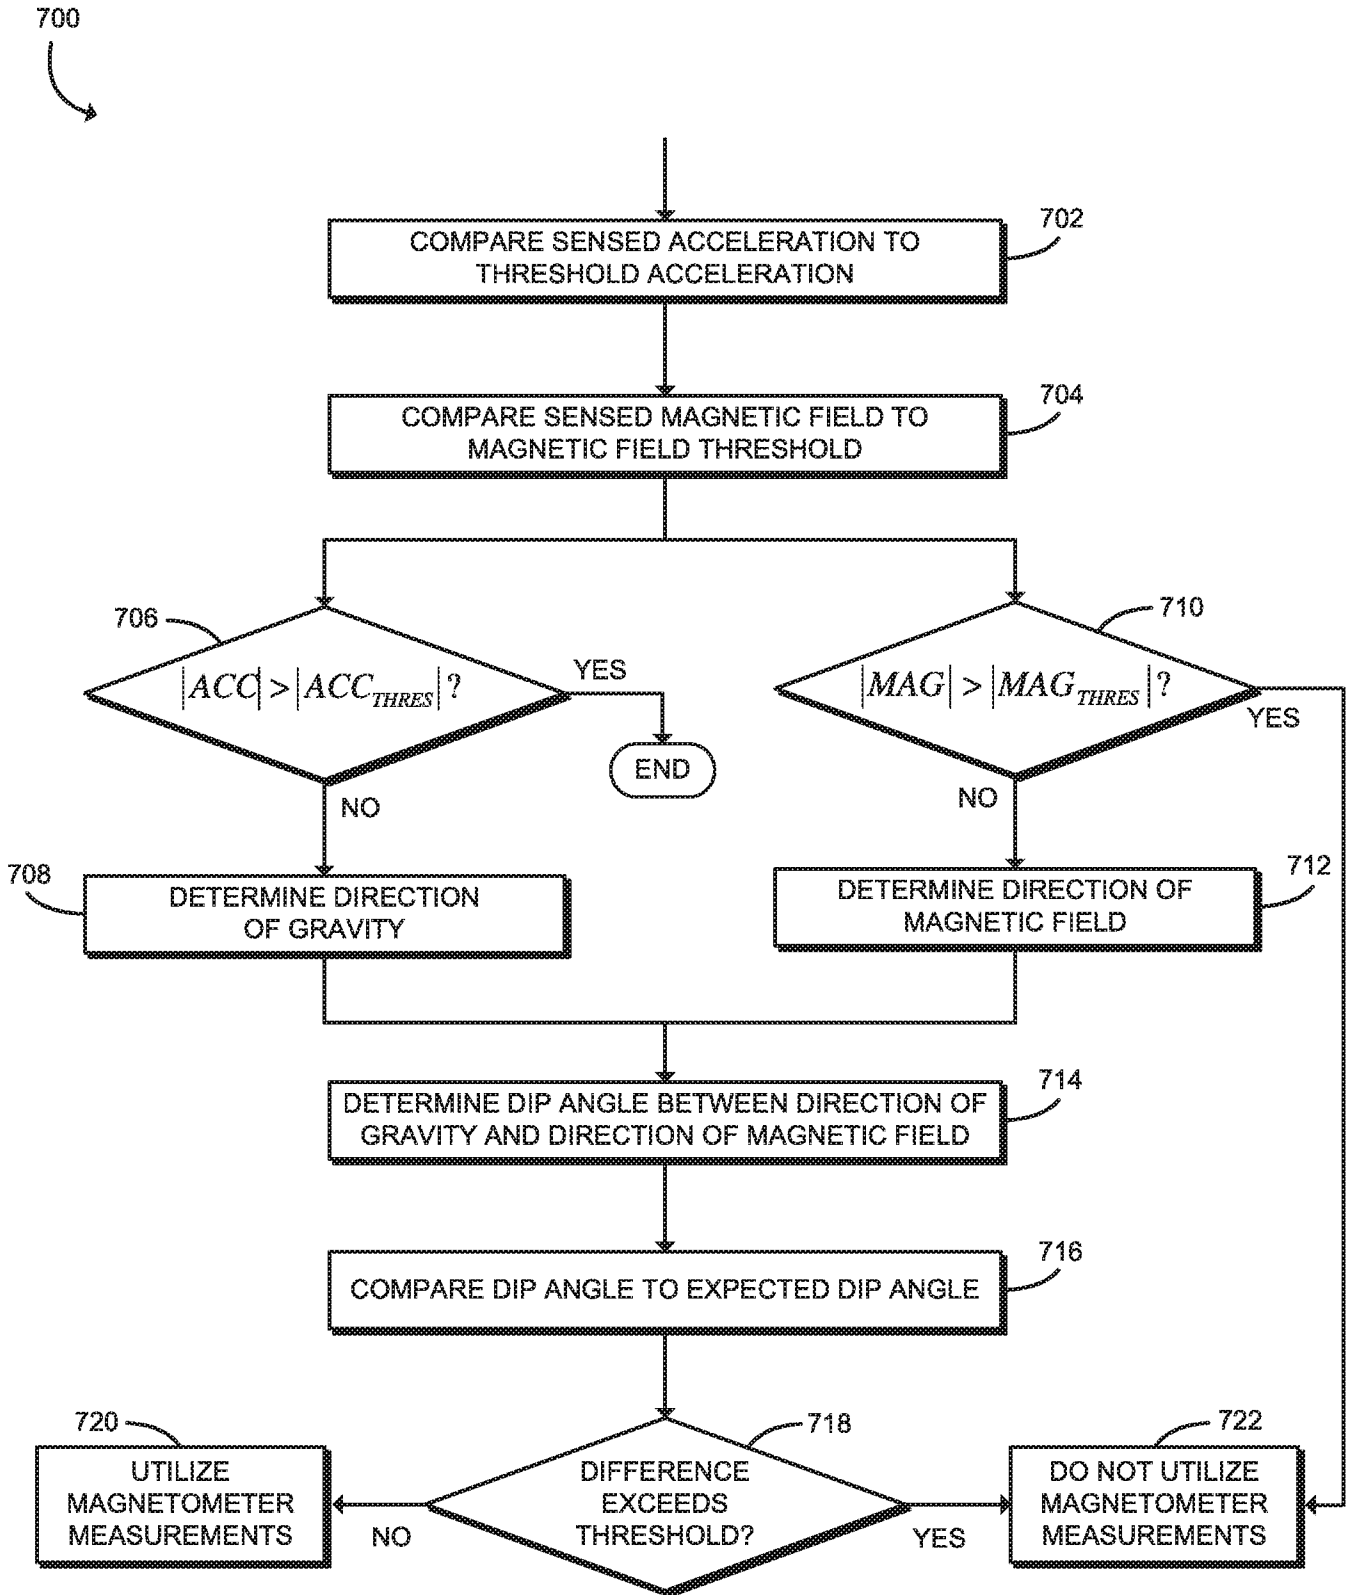 700
702
COMPARE SENSED ACCELERATION TO
THRESHOLD ACCELERATION
704
COMPARE SENSED MAGNETIC FIELD TO
MAGNETIC FIELD THRESHOLD
706
|ACC| > |ACC_THRES| ?
YES
END
NO
710
|MAG| > |MAG_THRES| ?
YES
NO
708
DETERMINE DIRECTION
OF GRAVITY
712
DETERMINE DIRECTION OF
MAGNETIC FIELD
714
DETERMINE DIP ANGLE BETWEEN DIRECTION OF
GRAVITY AND DIRECTION OF MAGNETIC FIELD
716
COMPARE DIP ANGLE TO EXPECTED DIP ANGLE
718
DIFFERENCE
EXCEEDS
THRESHOLD?
NO
YES
720
UTILIZE
MAGNETOMETER
MEASUREMENTS
722
DO NOT UTILIZE
MAGNETOMETER
MEASUREMENTS